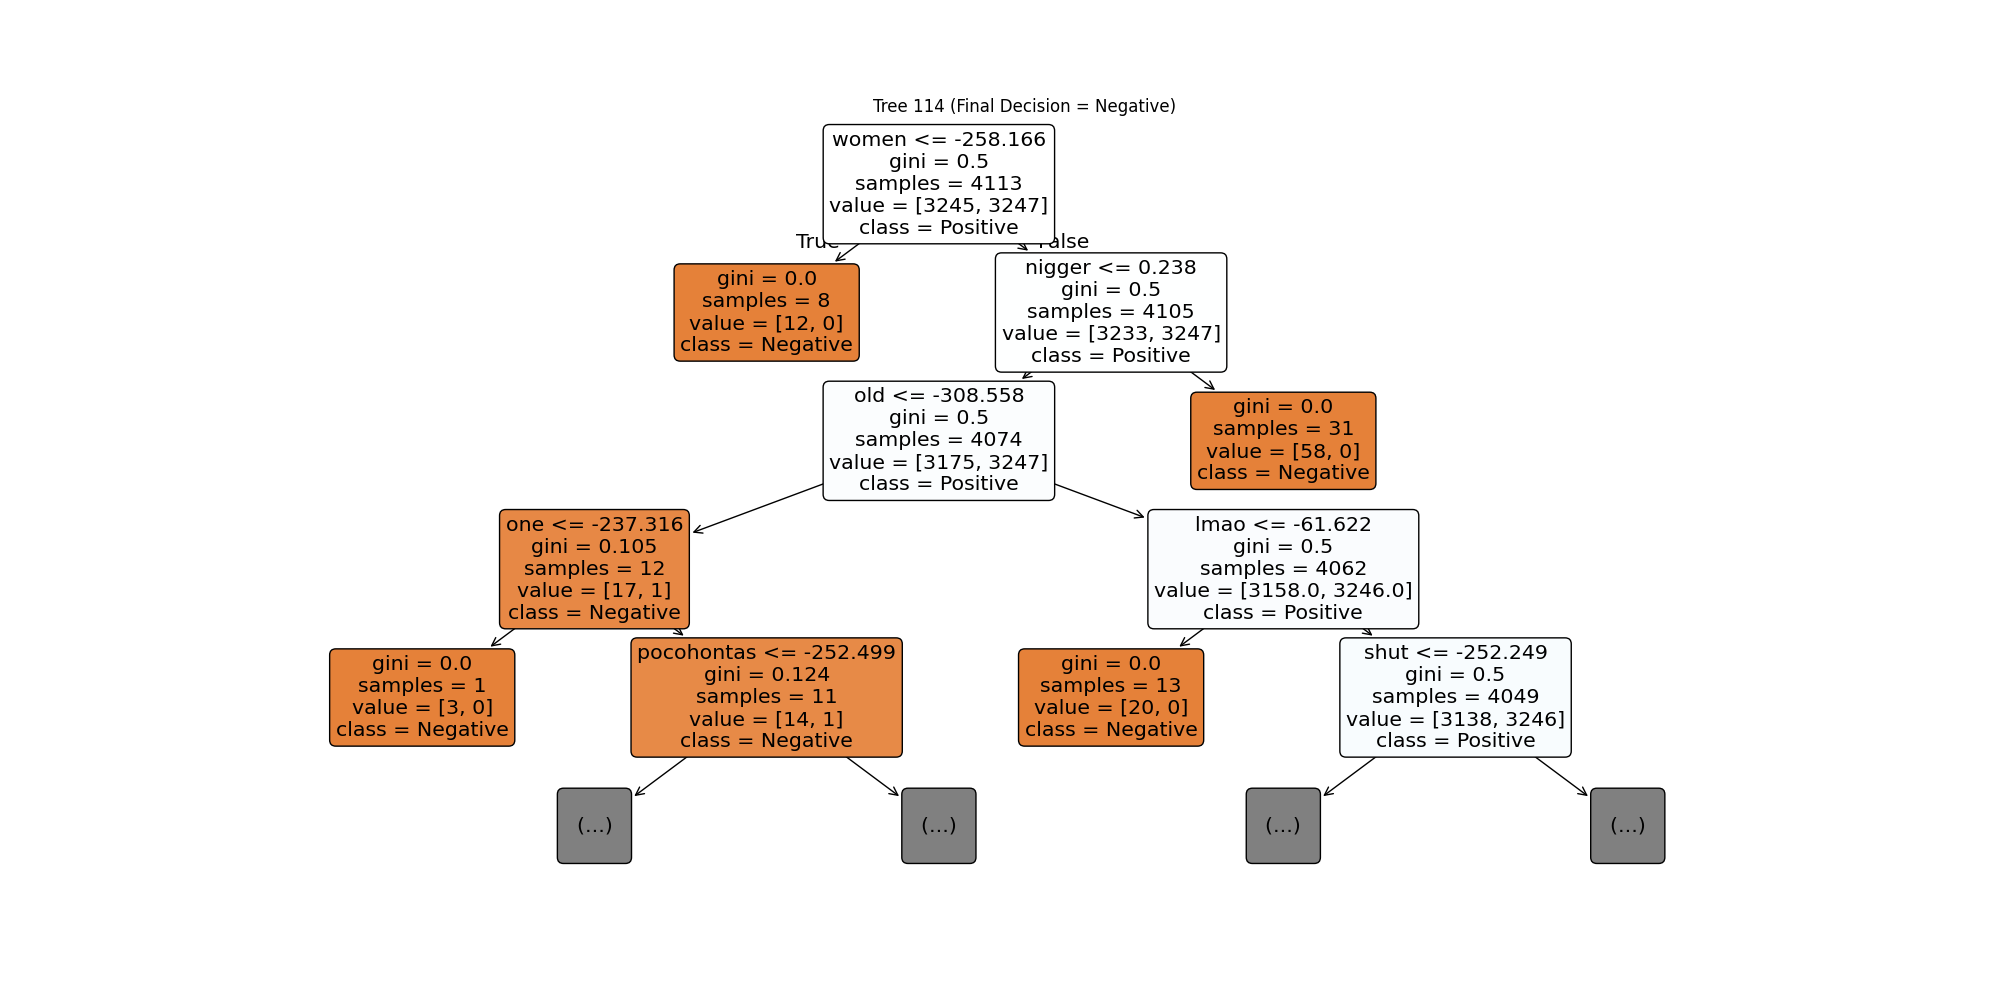 Tree 114 (Final Decision = Negative)
women <= -258.166
gini = 0.5
samples = 4113
value = [3245, 3247]
class = Positive
True
False
gini = 0.0
samples = 8
value = [12, 0]
class = Negative
nigger <= 0.238
gini = 0.5
samples = 4105
value = [3233, 3247]
class = Positive
old <= -308.558
gini = 0.5
samples = 4074
value = [3175, 3247]
class = Positive
gini = 0.0
samples = 31
value = [58, 0]
class = Negative
one <= -237.316
gini = 0.105
samples = 12
value = [17, 1]
class = Negative
lmao <= -61.622
gini = 0.5
samples = 4062
value = [3158.0, 3246.0]
class = Positive
gini = 0.0
samples = 1
value = [3, 0]
class = Negative
pocohontas <= -252.499
gini = 0.124
samples = 11
value = [14, 1]
class = Negative
gini = 0.0
samples = 13
value = [20, 0]
class = Negative
shut <= -252.249
gini = 0.5
samples = 4049
value = [3138, 3246]
class = Positive
(...)
(...)
(...)
(...)